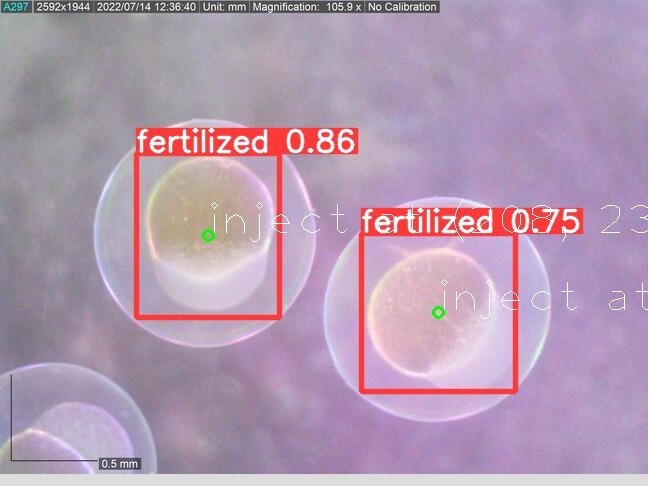 A297 2592x1944 2022/07/14 12:36:40 Unit: mm Magnification: 105.9 x No Calibration
fertilized 0.86
inject at (208, 23
fertilized 0.75
inject at
0.5 mm